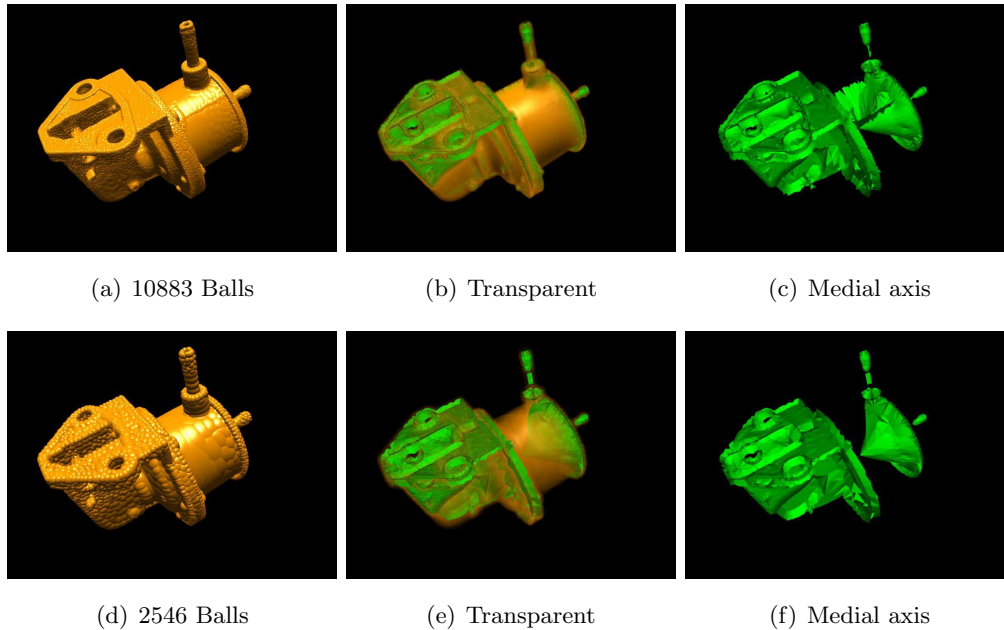 (a) 10883 Balls
(b) Transparent
(c) Medial axis
(d) 2546 Balls
(e) Transparent
(f) Medial axis